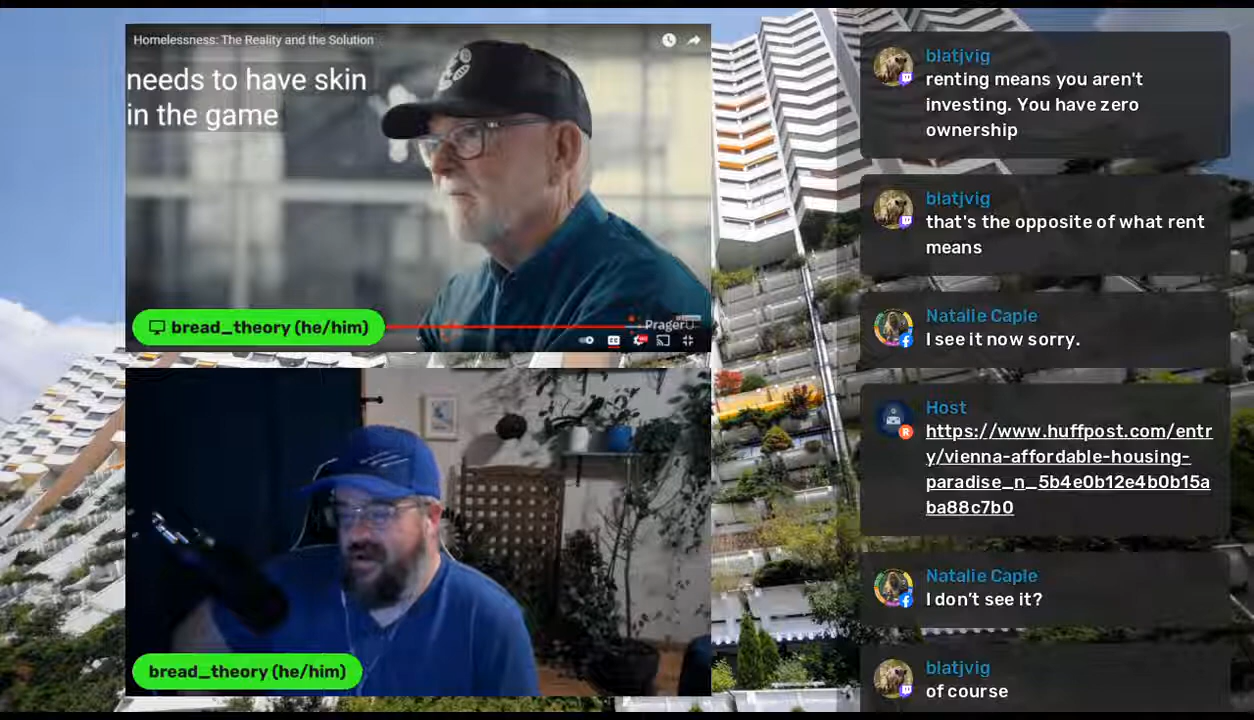 Homelessness: The Reality and the Solution
needs to have skin
in the game
PragerU
bread_theory (he/him)
bread_theory (he/him)
blatjvig
renting means you aren't
investing. You have zero
ownership
blatjvig
that's the opposite of what rent
means
Natalie Caple
I see it now sorry.
Host
https://www.huffpost.com/entr
y/vienna-affordable-housing-
paradise_n_5b4e0b12e4b0b15a
ba88c7b0
Natalie Caple
I don't see it?
blatjvig
of course